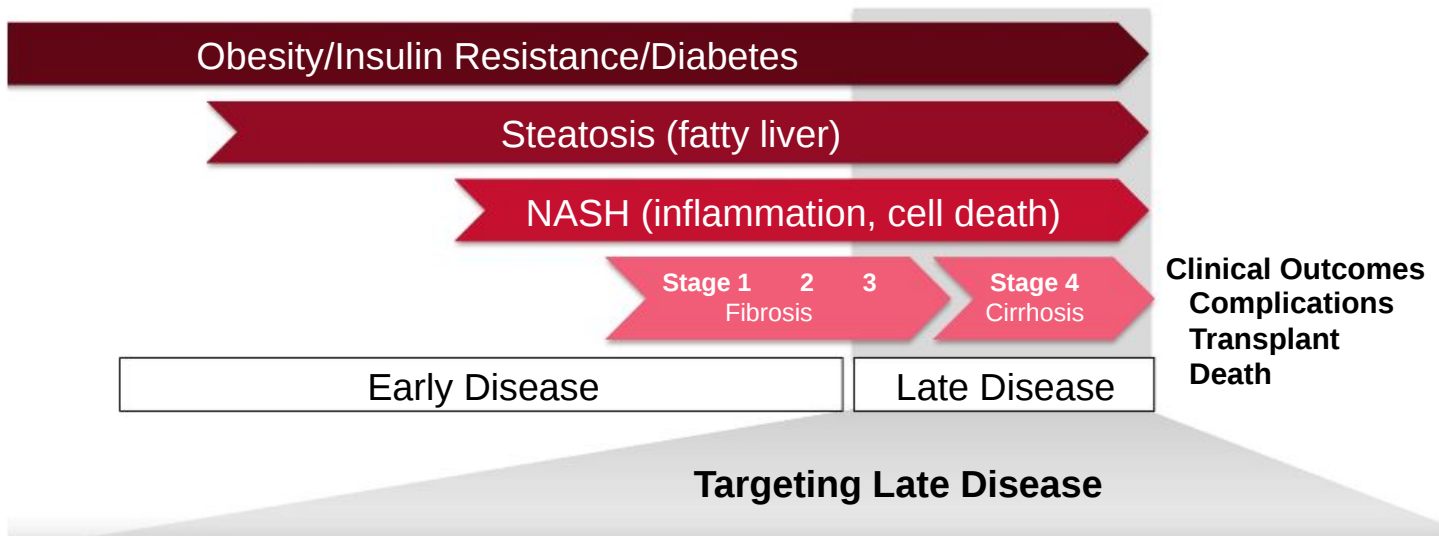 Obesity/Insulin Resistance/Diabetes
Steatosis (fatty liver)
NASH (inflammation, cell death)
Stage 1 2 3
Fibrosis
Stage 4
Cirrhosis
Clinical Outcomes
Complications
Transplant
Death
Early Disease
Late Disease
Targeting Late Disease